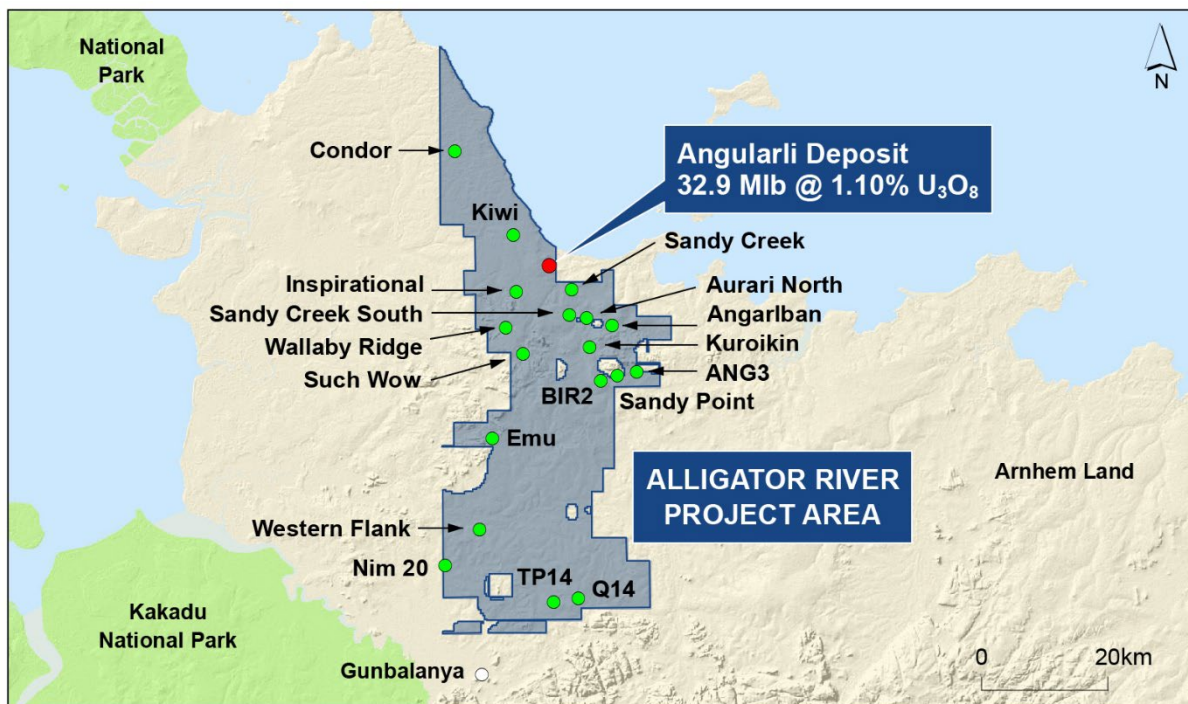 National
Park
N
Condor
Angularli Deposit
32.9 Mlb @ 1.10% U₃O₈
Kiwi
Sandy Creek
Inspirational
Aurari North
Sandy Creek South
Angarlban
Wallaby Ridge
Kuroikin
Such Wow
ANG3
BIR2
Sandy Point
Emu
ALLIGATOR RIVER
PROJECT AREA
Arnhem Land
Western Flank
Nim 20
TP14
Q14
Kakadu
National Park
Gunbalanya
0 20km